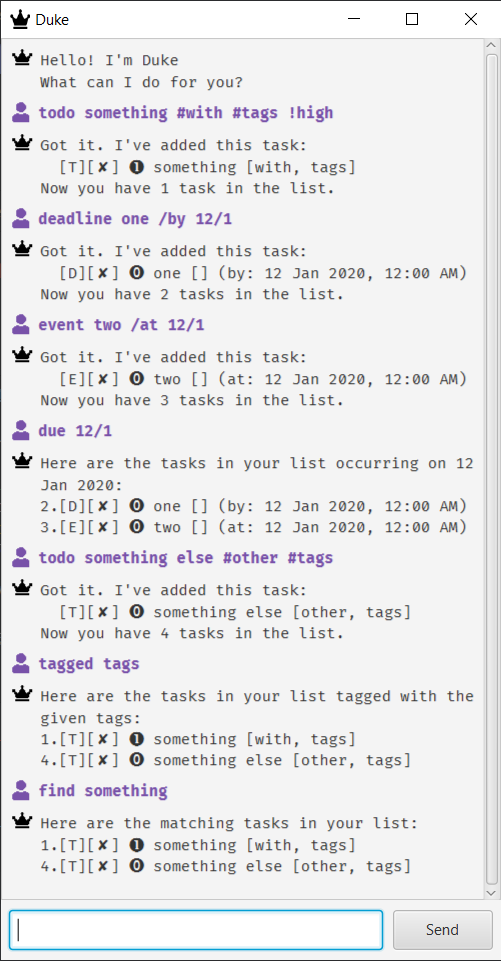 Duke
Hello! I'm Duke
What can I do for you?
todo something #with #tags !high
Got it. I've added this task:
[T][✘] ❶ something [with, tags]
Now you have 1 task in the list.
deadline one /by 12/1
Got it. I've added this task:
[D][✘] ⓿ one [] (by: 12 Jan 2020, 12:00 AM)
Now you have 2 tasks in the list.
event two /at 12/1
Got it. I've added this task:
[E][✘] ⓿ two [] (at: 12 Jan 2020, 12:00 AM)
Now you have 3 tasks in the list.
due 12/1
Here are the tasks in your list occurring on 12
Jan 2020:
2.[D][✘] ⓿ one [] (by: 12 Jan 2020, 12:00 AM)
3.[E][✘] ⓿ two [] (at: 12 Jan 2020, 12:00 AM)
todo something else #other #tags
Got it. I've added this task:
[T][✘] ⓿ something else [other, tags]
Now you have 4 tasks in the list.
tagged tags
Here are the tasks in your list tagged with the
given tags:
1.[T][✘] ❶ something [with, tags]
4.[T][✘] ⓿ something else [other, tags]
find something
Here are the matching tasks in your list:
1.[T][✘] ❶ something [with, tags]
4.[T][✘] ⓿ something else [other, tags]
Send